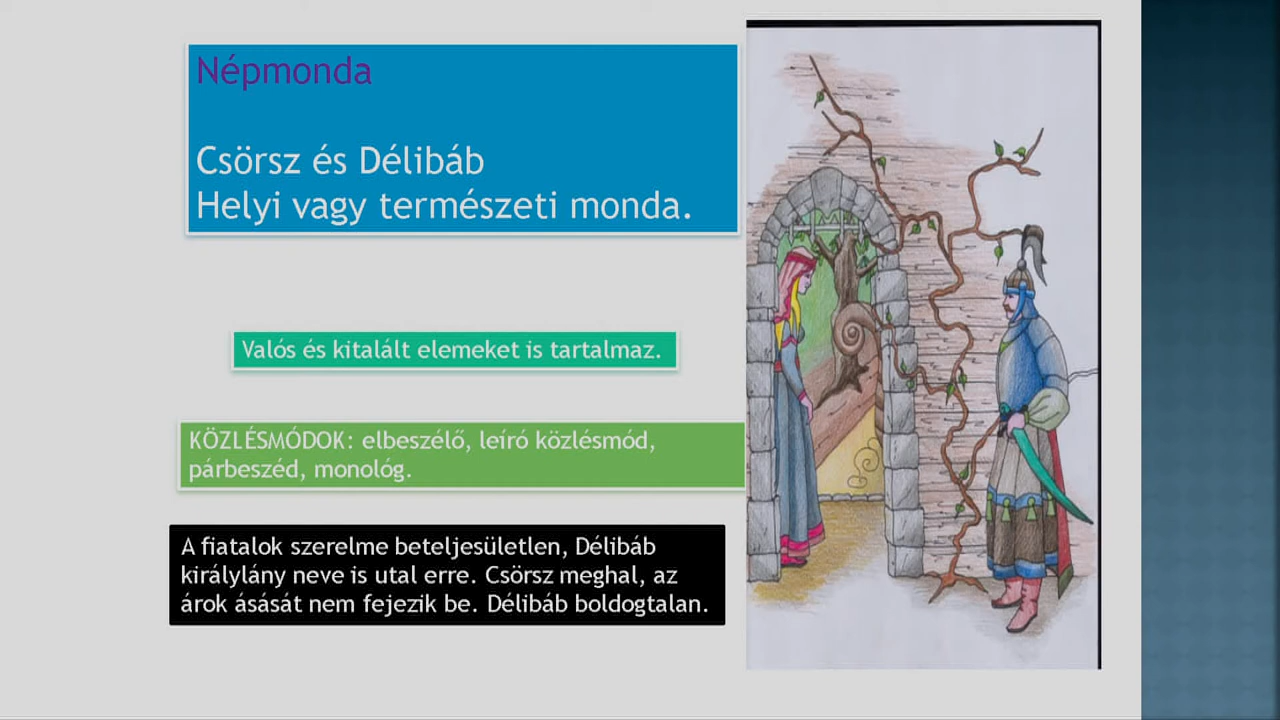 Népmonda
Csörsz és Délibáb
Helyi vagy természeti monda.
Valós és kitalált elemeket is tartalmaz.
KÖZLÉSMÓDOK: elbeszélő, leíró közlésmód,
párbeszéd, monológ.
A fiatalok szerelme beteljesületlen, Délibáb
királylány neve is utal erre. Csörsz meghal, az
árok ásását nem fejezik be. Délibáb boldogtalan.